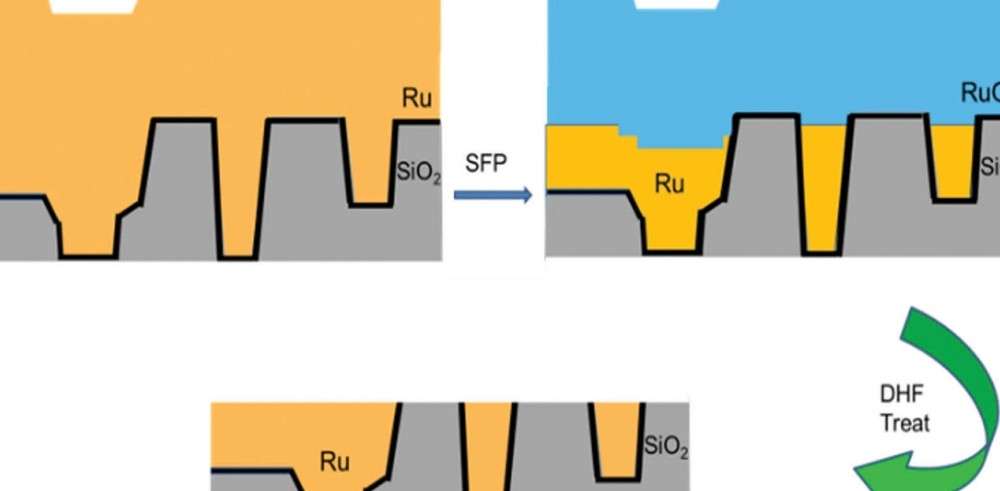 Ru
SiO₂
SFP
Ru
DHF
Treat
Ru
SiO₂